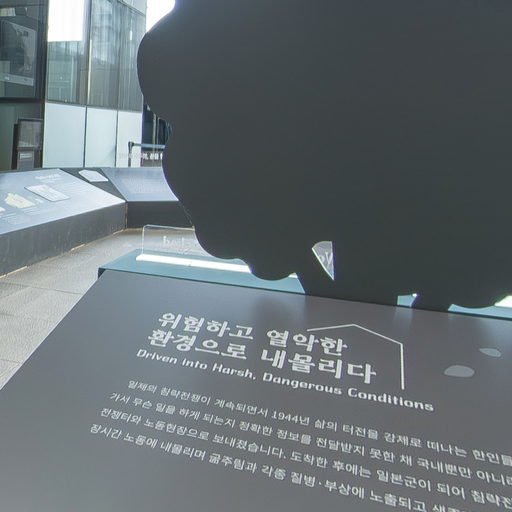 위험하고 열악한
환경으로 내몰리다
Driven into Harsh, Dangerous Conditions
일제의 침략전쟁이 계속되면서 1944년 삶의 터전을 강제로 떠나는 한인들
가서 무슨 일을 하게 되는지 정확한 정보를 전달받지 못한 채 국내뿐만 아니라
전쟁터와 노동현장으로 보내졌습니다. 도착한 후에는 일본군이 되어 침략전
장시간 노동에 내몰리며 굶주림과 각종 질병·부상에 노출되고